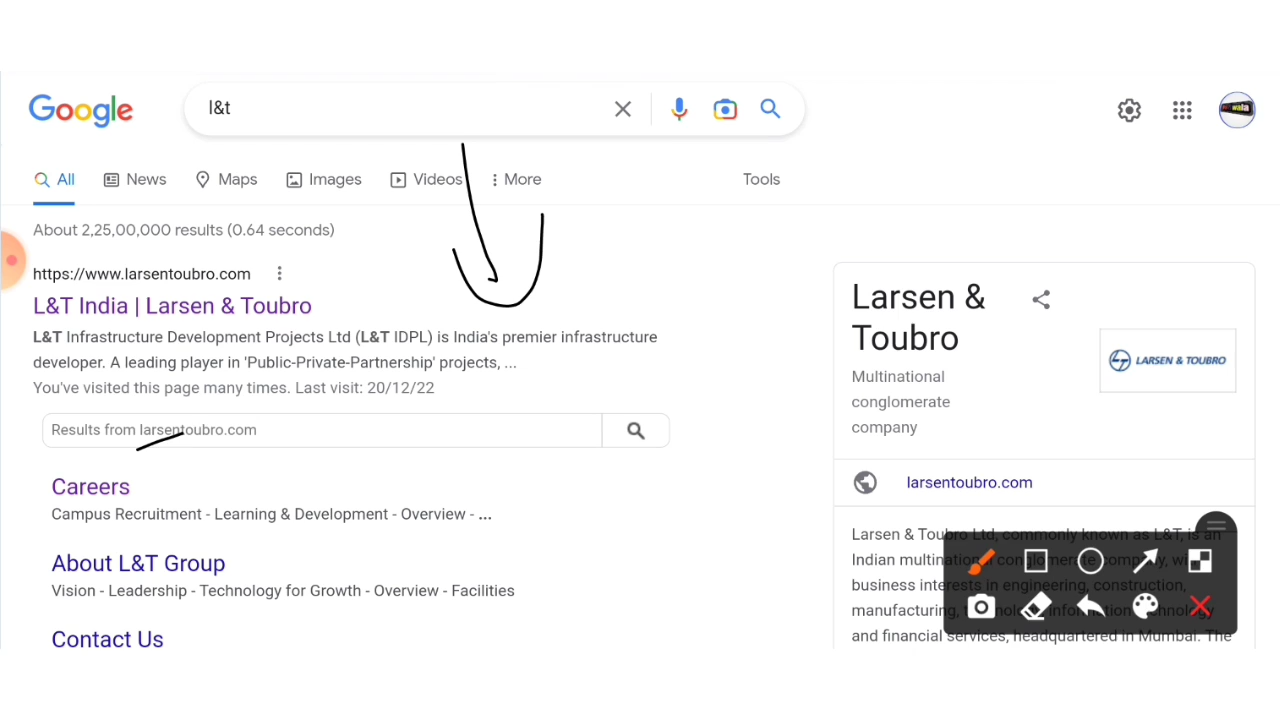 Google
l&t
All
News
Maps
Images
Videos
More
Tools
About 2,25,00,000 results (0.64 seconds)
https://www.larsentoubro.com
L&T India | Larsen & Toubro
L&T Infrastructure Development Projects Ltd (L&T IDPL) is India's premier infrastructure
developer. A leading player in 'Public-Private-Partnership' projects, ...
You've visited this page many times. Last visit: 20/12/22
Results from larsentoubro.com
Careers
Campus Recruitment - Learning & Development - Overview - ...
About L&T Group
Vision - Leadership - Technology for Growth - Overview - Facilities
Contact Us
Larsen &
Toubro
LARSEN & TOUBRO
Multinational
conglomerate
company
larsentoubro.com
Larsen & Toubro Ltd, commonly known as L&T, is an
Indian multinational conglomerate company, with
business interests in engineering, construction,
manufacturing, technology, information technology
and financial services, headquartered in Mumbai. The